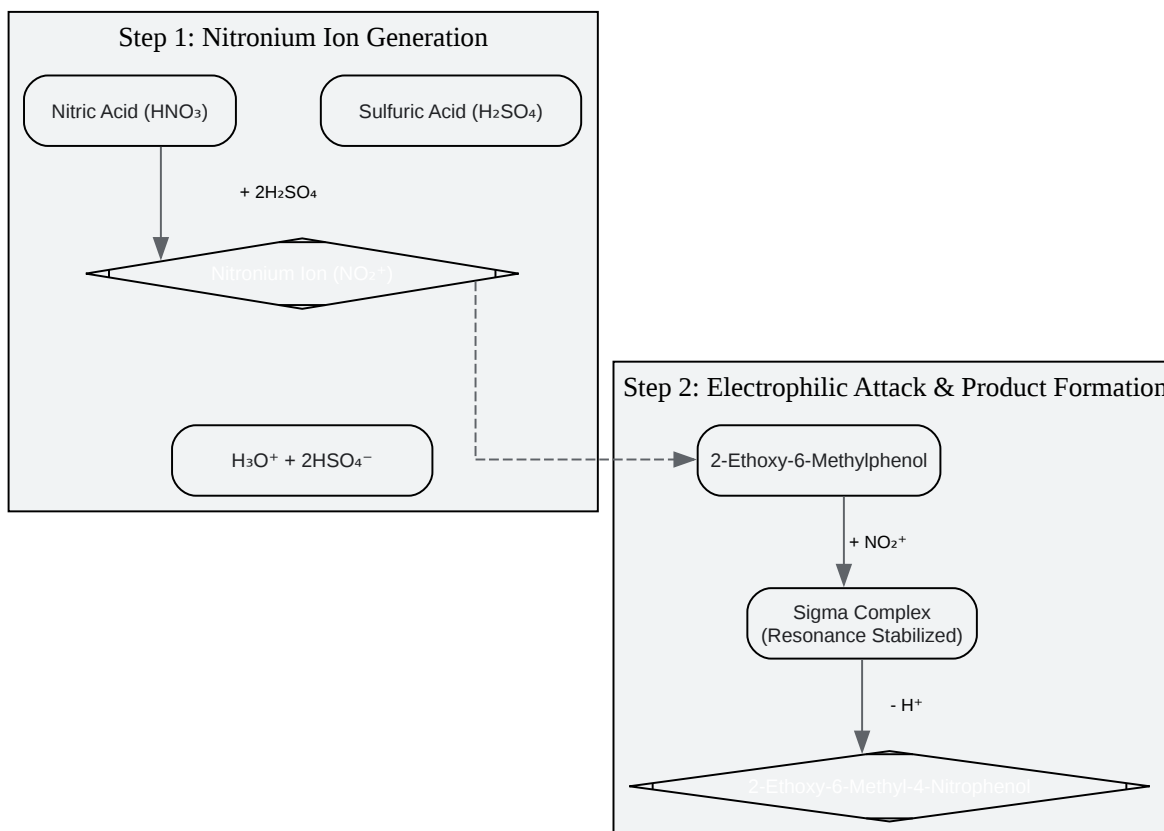 Step 1: Nitronium Ion Generation
Nitric Acid (HNO₃)
Sulfuric Acid (H₂SO₄)
+ 2H₂SO₄
Nitronium Ion (NO₂⁺)
H₃O⁺ + 2HSO₄⁻
Step 2: Electrophilic Attack & Product Formation
2-Ethoxy-6-Methylphenol
+ NO₂⁺
Sigma Complex
(Resonance Stabilized)
- H⁺
2-Ethoxy-6-Methyl-4-Nitrophenol